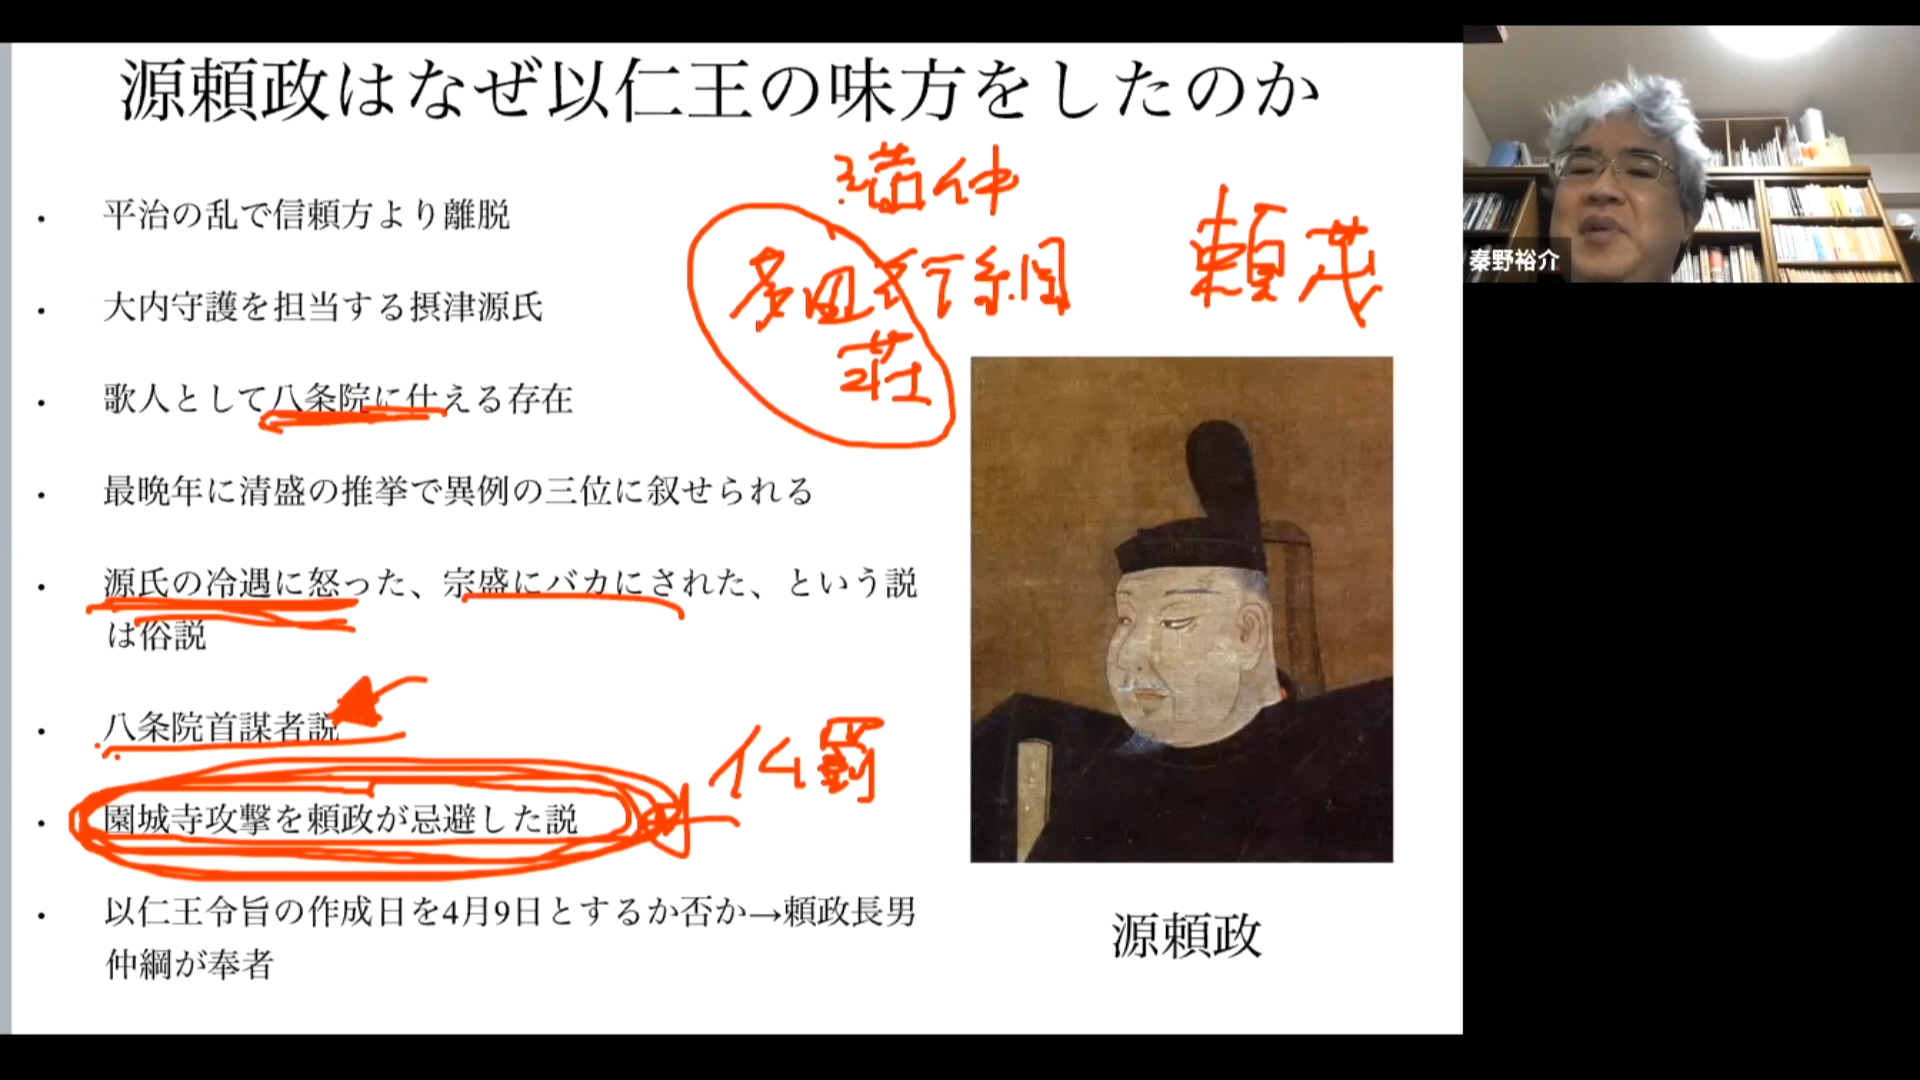 源頼政はなぜ以仁王の味方をしたのか
満仲
多田行綱
荘
頼茂
秦野裕介
・ 平治の乱で信頼方より離脱
・ 大内守護を担当する摂津源氏
・ 歌人として八条院に仕える存在
・ 最晩年に清盛の推挙で異例の三位に叙せられる
・ 源氏の冷遇に怒った、宗盛にバカにされた、という説
は俗説
・ 八条院首謀者説
仏罰
・ 園城寺攻撃を頼政が忌避した説
・ 以仁王令旨の作成日を4月9日とするか否か→頼政長男
仲綱が奉者
源頼政